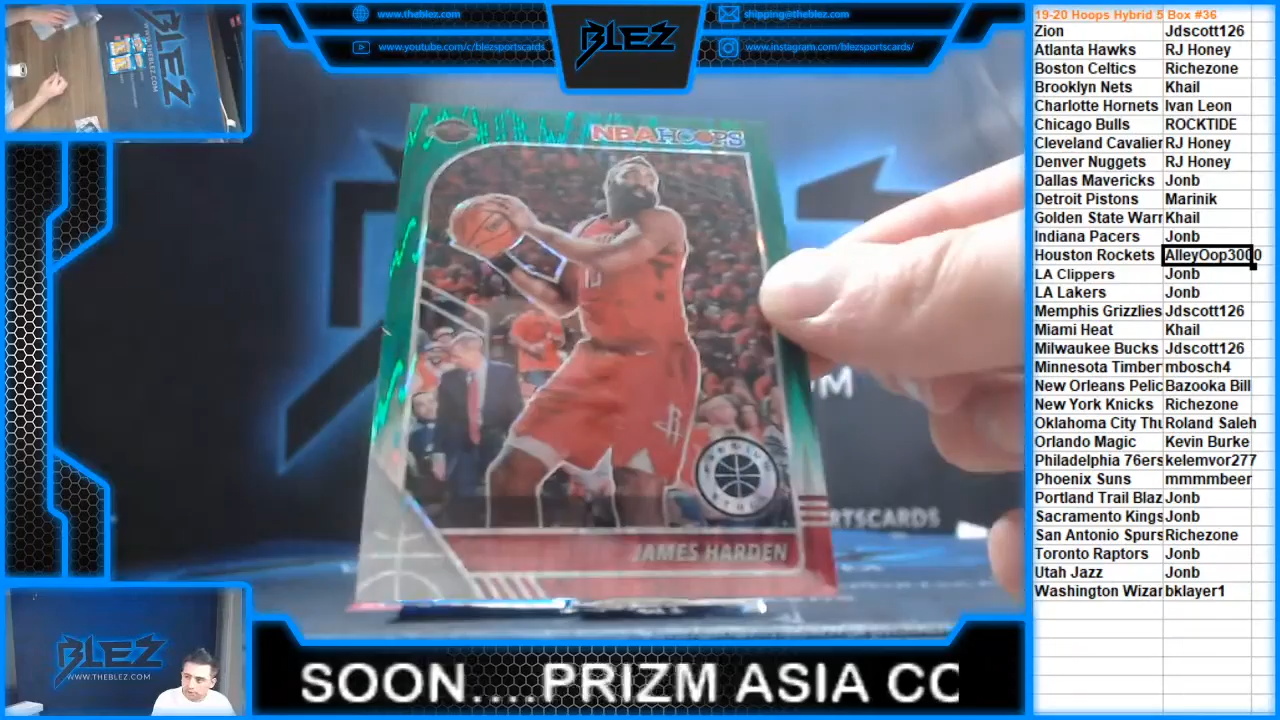 www.theblez.com
shipping@theblez.com
www.youtube.com/c/blezsportscards
www.instagram.com/blezsportscards/
BLEZ
NBA HOOPS
JAMES HARDEN
RTSCARDS
BLEZ
WWW.THEBLEZ.COM
SOON....PRIZM ASIA CO
19-20 Hoops Hybrid 5 Box #36
Zion Jdscott126
Atlanta Hawks RJ Honey
Boston Celtics Richezone
Brooklyn Nets Khail
Charlotte Hornets Ivan Leon
Chicago Bulls ROCKTIDE
Cleveland Cavalier RJ Honey
Denver Nuggets RJ Honey
Dallas Mavericks Jonb
Detroit Pistons Marinik
Golden State Warr Khail
Indiana Pacers Jonb
Houston Rockets AlleyOop3000
LA Clippers Jonb
LA Lakers Jonb
Memphis Grizzlies Jdscott126
Miami Heat Khail
Milwaukee Bucks Jdscott126
Minnesota Timber mbosch4
New Orleans Pelic Bazooka Bill
New York Knicks Richezone
Oklahoma City Thu Roland Saleh
Orlando Magic Kevin Burke
Philadelphia 76ers kelemvor277
Phoenix Suns mmmmbeer
Portland Trail Blaz Jonb
Sacramento Kings Jonb
San Antonio Spurs Richezone
Toronto Raptors Jonb
Utah Jazz Jonb
Washington Wizar bklayer1